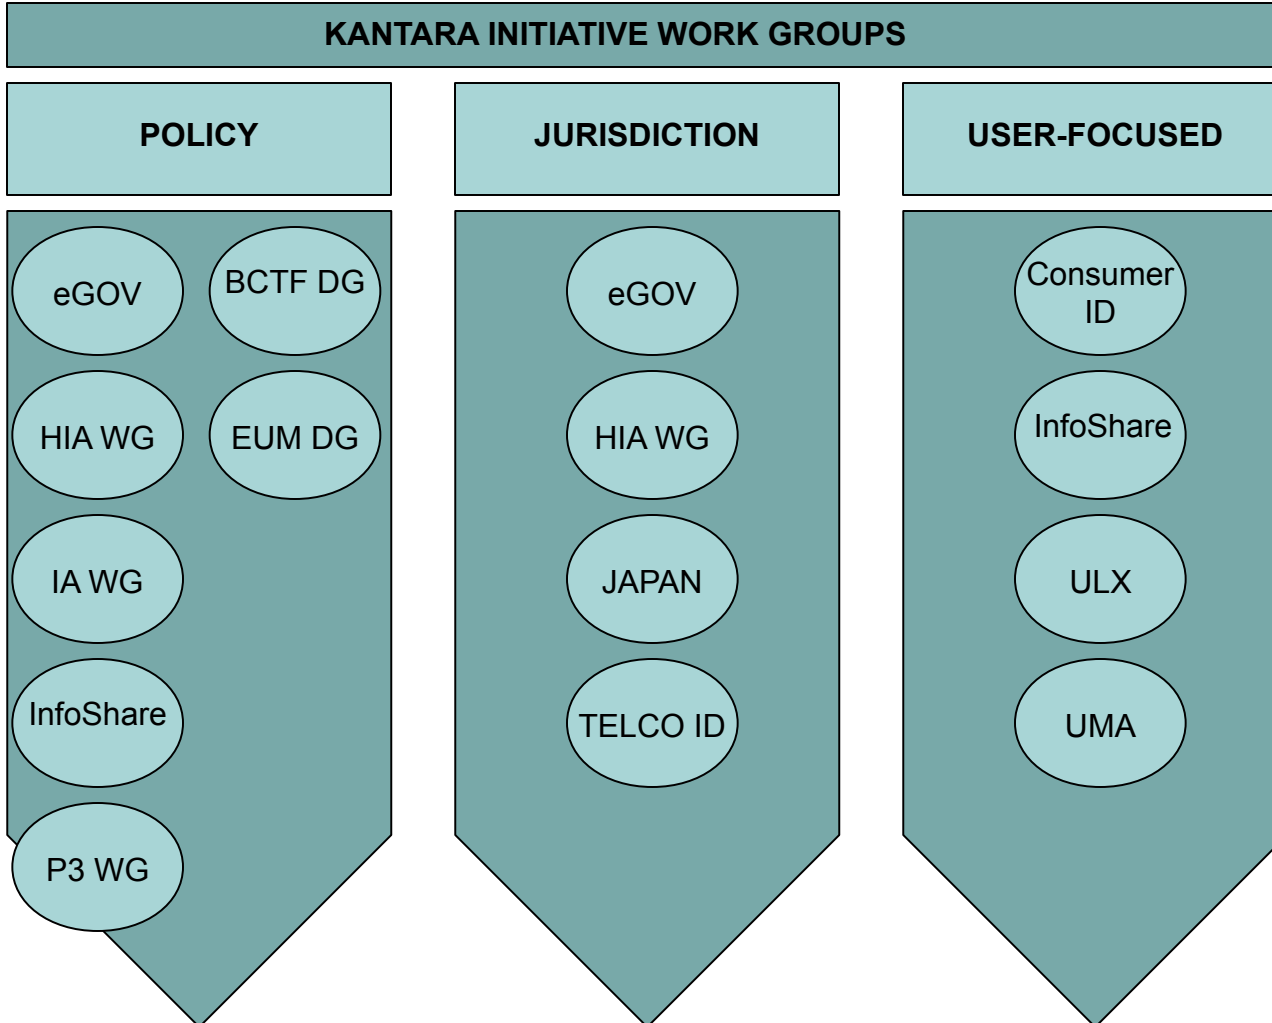 KANTARA INITIATIVE WORK GROUPS
POLICY
JURISDICTION
USER-FOCUSED
eGOV
BCTF DG
HIA WG
EUM DG
IA WG
InfoShare
P3 WG
eGOV
HIA WG
JAPAN
TELCO ID
Consumer
ID
InfoShare
ULX
UMA